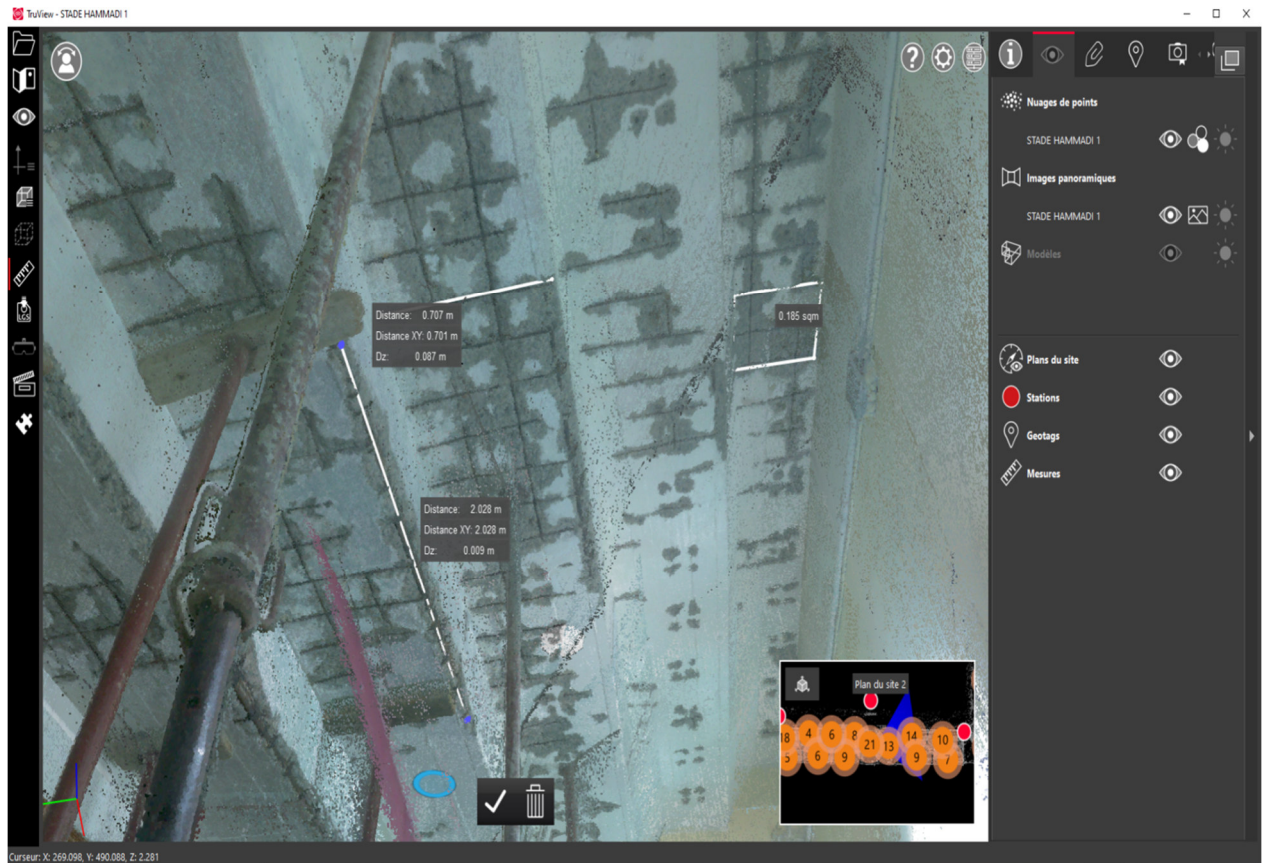 TruView - STADE HAMMADI 1
Nuages de points
STADE HAMMADI 1
Images panoramiques
STADE HAMMADI 1
Modèles
Plans du site
Stations
Geotags
Mesures
Distance: 0.707 m
Distance XY: 0.701 m
Dz: 0.087 m
0.185 sqm
Distance: 2.028 m
Distance XY: 2.028 m
Dz: 0.009 m
Plan du site 2
18 4 6 8 21 13 14 10
5 6 9 9 7
LGS
Curseur: X: 269.098, Y: 490.088, Z: 2.281